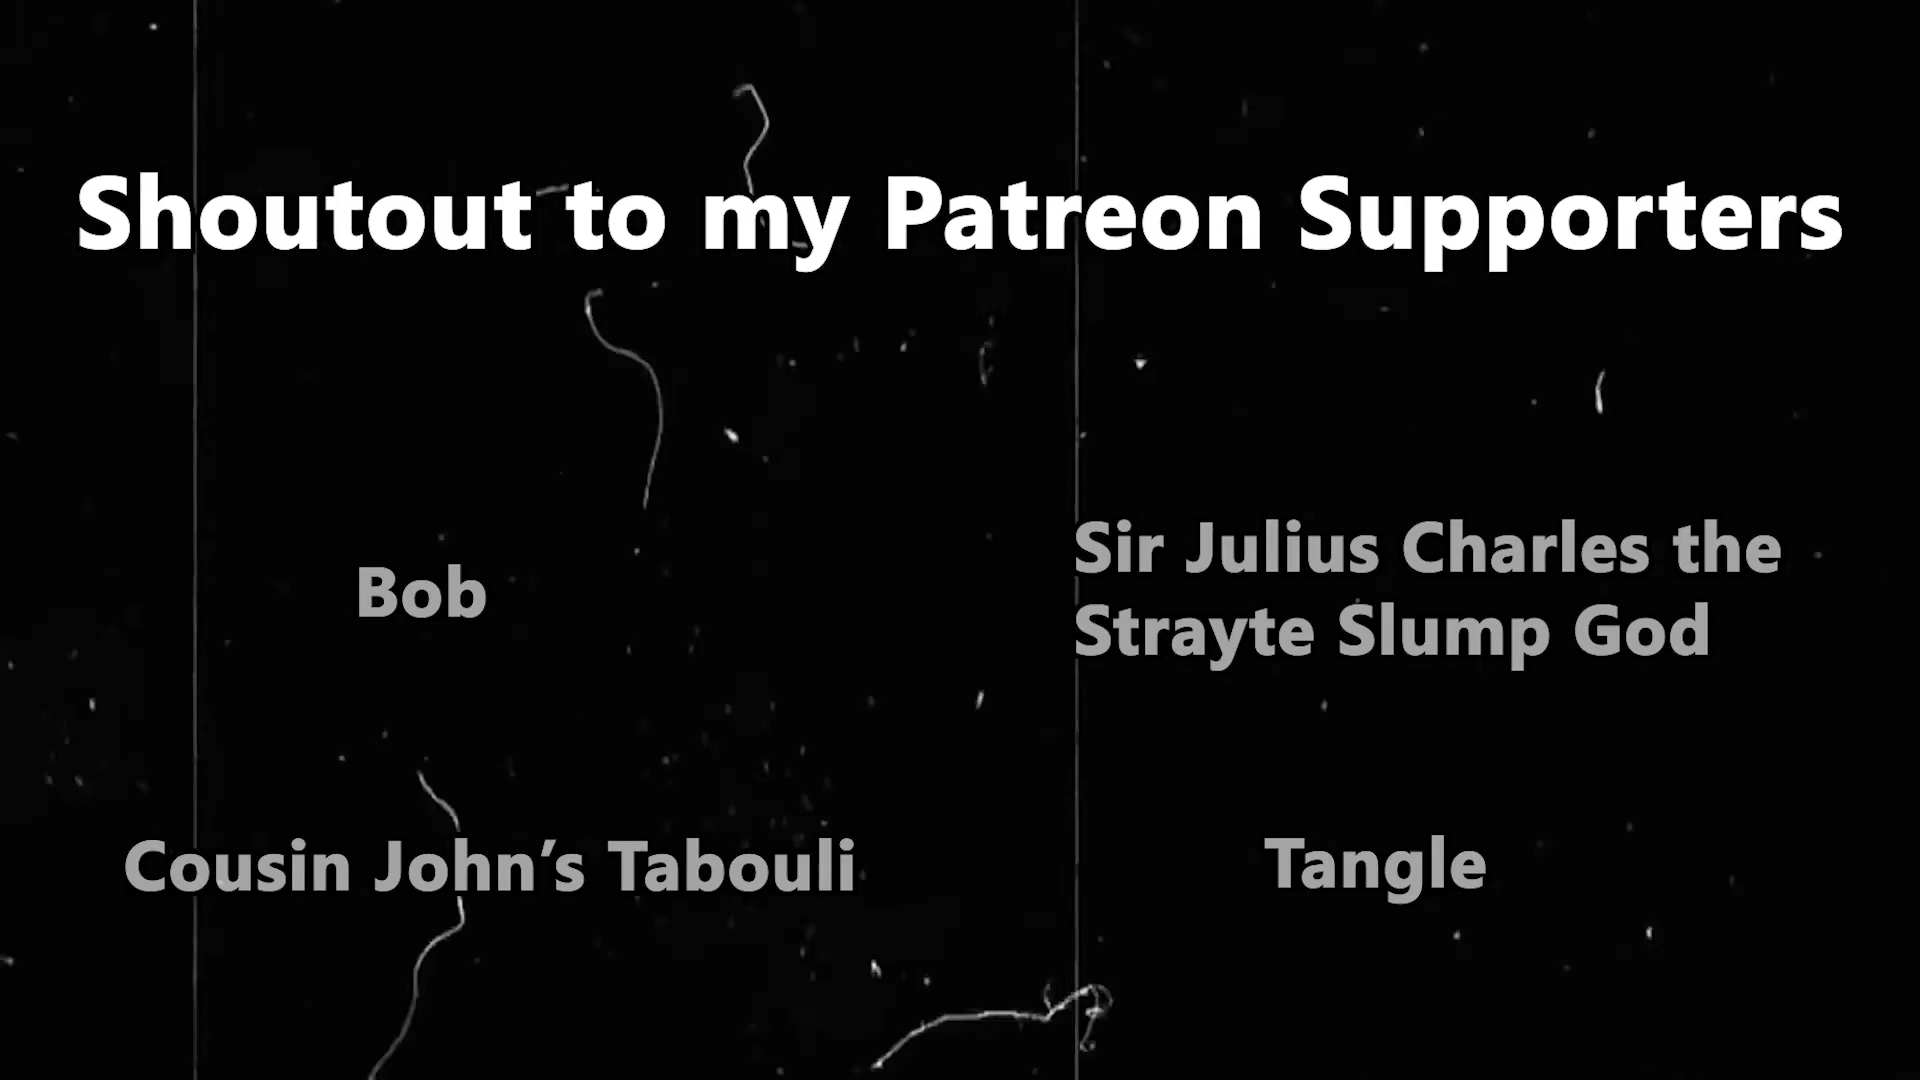 Shoutout to my Patreon Supporters
Bob
Sir Julius Charles the
Strayte Slump God
Cousin John’s Tabouli
Tangle